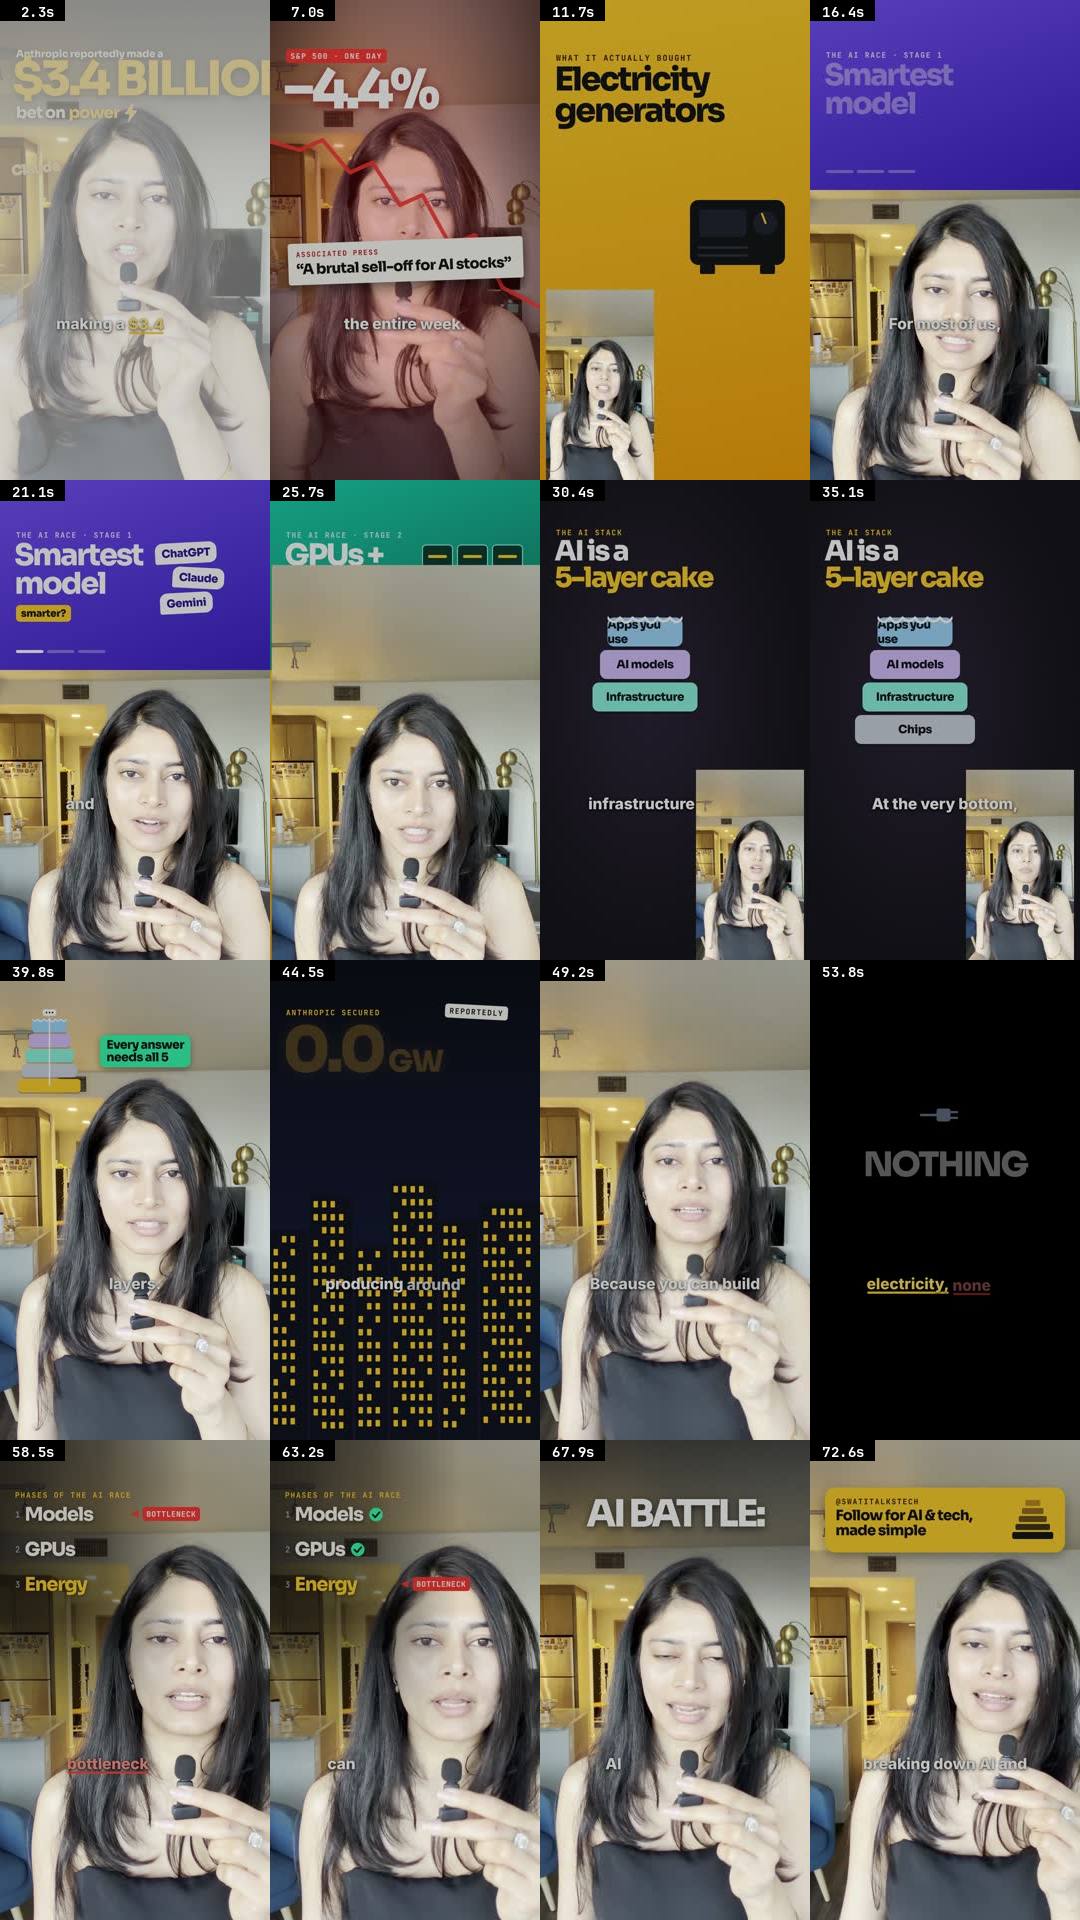 2.3s
Anthropic reportedly made a
$3.4 BILLION
bet on power
Claude
making a $3.4
7.0s
S&P 500 - ONE DAY
-4.4%
ASSOCIATED PRESS
“A brutal sell-off for AI stocks”
the entire week.
11.7s
WHAT IT ACTUALLY BOUGHT
Electricity
generators
16.4s
THE AI RACE · STAGE 1
Smartest
model
For most of us,
21.1s
THE AI RACE · STAGE 1
Smartest
model
smarter?
ChatGPT
Claude
Gemini
and
25.7s
THE AI RACE · STAGE 2
GPUs +
30.4s
THE AI STACK
AI is a
5-layer cake
Apps you
use
AI models
Infrastructure
infrastructure
35.1s
THE AI STACK
AI is a
5-layer cake
Apps you
use
AI models
Infrastructure
Chips
At the very bottom,
39.8s
Every answer
needs all 5
layers.
44.5s
ANTHROPIC SECURED
REPORTEDLY
0.0 GW
producing around
49.2s
Because you can build
53.8s
NOTHING
electricity, none
58.5s
PHASES OF THE AI RACE
1 Models
BOTTLENECK
2 GPUs
3 Energy
bottleneck
63.2s
PHASES OF THE AI RACE
1 Models
2 GPUs
3 Energy
BOTTLENECK
can
67.9s
AI BATTLE:
AI
72.6s
@SWATITALKSTECH
Follow for AI & tech,
made simple
breaking down AI and